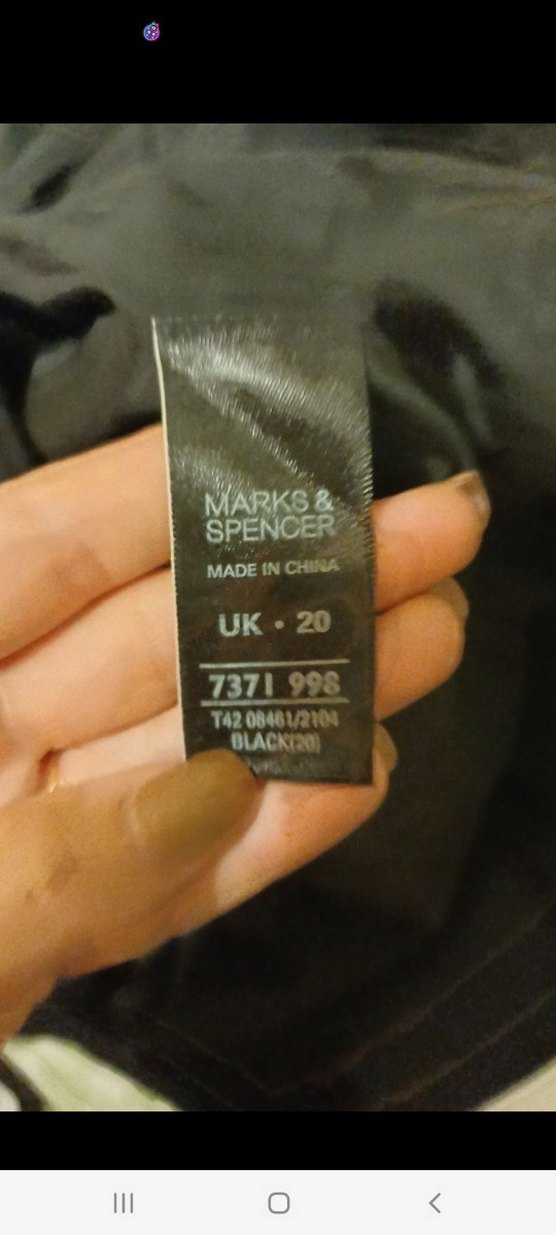 MARKS &
SPENCER
MADE IN CHINA
UK • 20
7371 998
T42 08461/2104
BLACK(20)